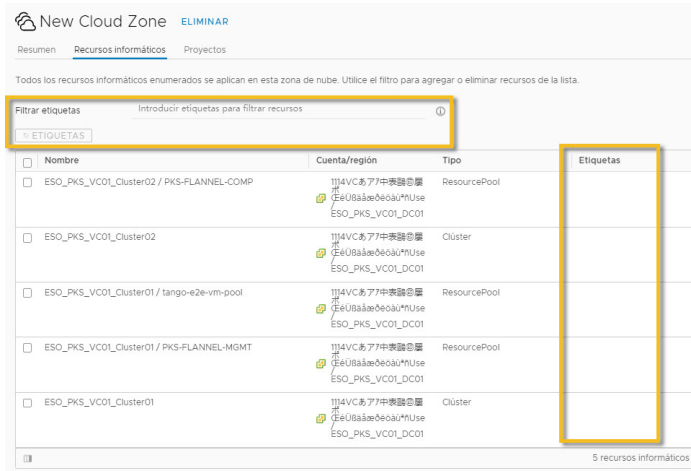 New Cloud Zone ELIMINAR
Resumen Recursos informáticos Proyectos
Todos los recursos informáticos enumerados se aplican en esta zona de nube. Utilice el filtro para agregar o eliminar recursos de la lista.
Filtrar etiquetas Introducir etiquetas para filtrar recursos
ETIQUETAS
Nombre Cuenta/región Tipo Etiquetas
ESO_PKS_VC01_Cluster02 / PKS-FLANNEL-COMP ResourcePool
ESO_PKS_VC01_DC01
ESO_PKS_VC01_Cluster02 Clúster
ESO_PKS_VC01_DC01
ESO_PKS_VC01_Cluster01 / tango-e2e-vm-pool ResourcePool
ESO_PKS_VC01_DC01
ESO_PKS_VC01_Cluster01 / PKS-FLANNEL-MGMT ResourcePool
ESO_PKS_VC01_DC01
ESO_PKS_VC01_Cluster01 Clúster
ESO_PKS_VC01_DC01
5 recursos informáticos